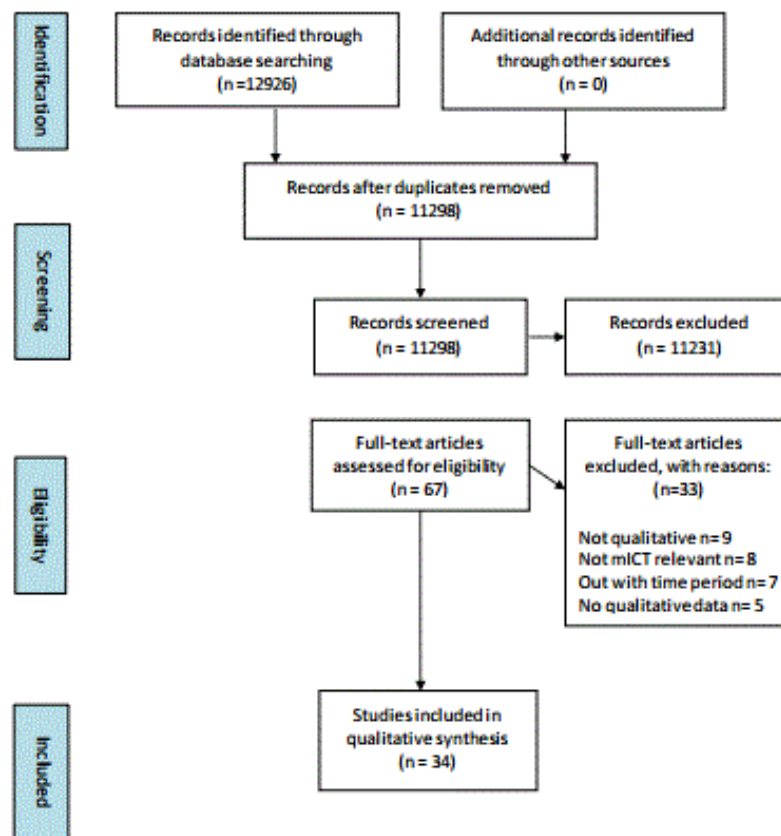 Identification
Records identified through
database searching
(n =12926)
Additional records identified
through other sources
(n = 0)
Records after duplicates removed
(n = 11298)
Screening
Records screened
(n = 11298)
Records excluded
(n = 11231)
Eligibility
Full-text articles
assessed for eligibility
(n = 67)
Full-text articles
excluded, with reasons:
(n=33)
Not qualitative n= 9
Not mICT relevant n= 8
Out with time period n= 7
No qualitative data n= 5
Included
Studies included in
qualitative synthesis
(n = 34)